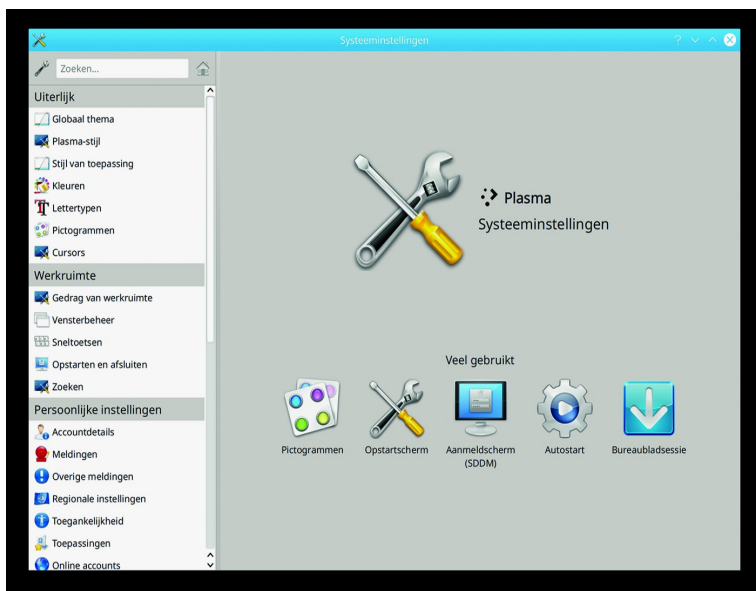 Systeeminstellingen
Zoeken...
Uiterlijk
Globaal thema
Plasma-stijl
Stijl van toepassing
Kleuren
Lettertypen
Pictogrammen
Cursors
Werkruimte
Gedrag van werkruimte
Vensterbeheer
Sneltoetsen
Opstarten en afsluiten
Zoeken
Persoonlijke instellingen
Accountdetails
Meldingen
Overige meldingen
Regionale instellingen
Toegankelijkheid
Toepassingen
Online accounts
Plasma
Systeeminstellingen
Veel gebruikt
Pictogrammen
Opstartscherm
Aanmeldscherm
(SDDM)
Autostart
Bureaubladsessie